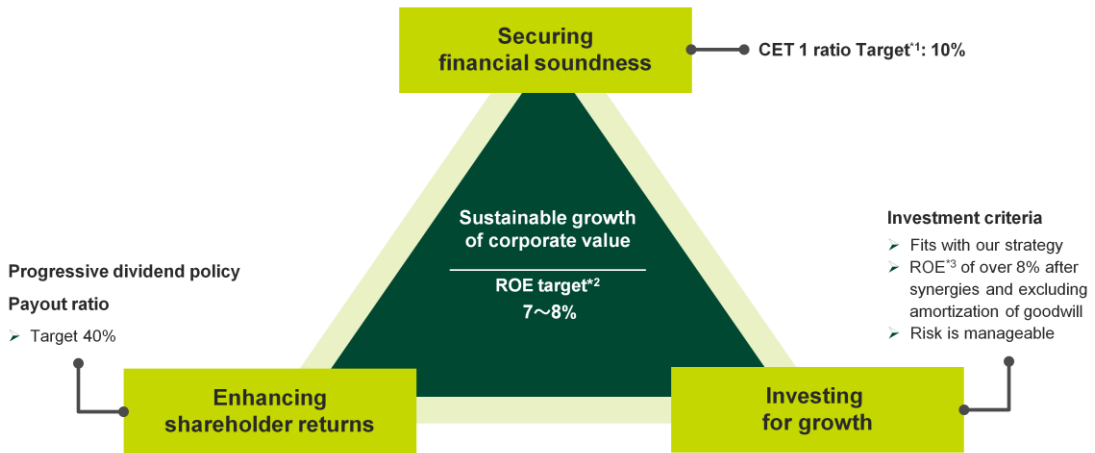 Securing
financial soundness
CET 1 ratio Target*1: 10%
Sustainable growth
of corporate value
ROE target*2
7～8%
Progressive dividend policy
Payout ratio
➢ Target 40%
Enhancing
shareholder returns
Investment criteria
➢ Fits with our strategy
➢ ROE*3 of over 8% after
synergies and excluding
amortization of goodwill
➢ Risk is manageable
Investing
for growth